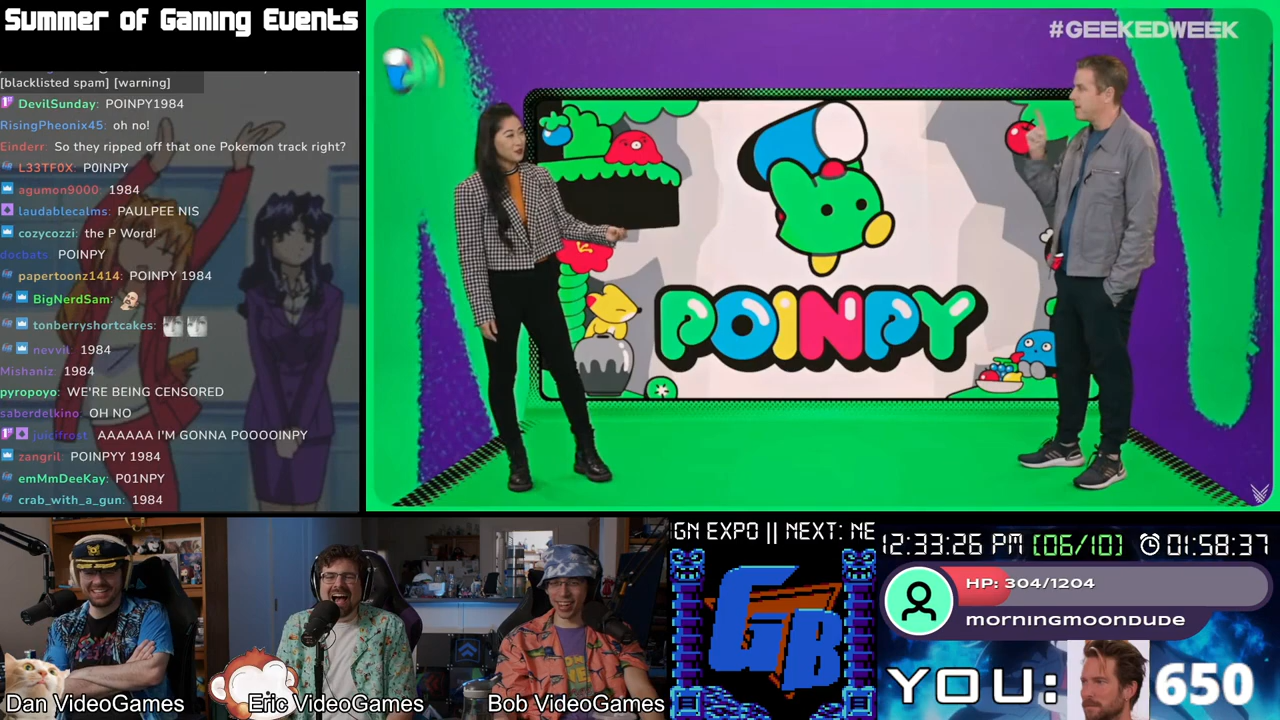 Summer of Gaming Events
[blacklisted spam] [warning]
DevilSunday: POINPY1984
RisingPheonix45: oh no!
Einderr: So they ripped off that one Pokemon track right?
L33TF0X: P0INPY
agumon9000: 1984
laudablecalms: PAULPEE NIS
cozycozzi: the P Word!
docbats: POINPY
papertoonz1414: POINPY 1984
BigNerdSam:
tonberryshortcakes:
nevvil: 1984
Mishaniz: 1984
pyropoyo: WE'RE BEING CENSORED
saberdelkino: OH NO
juicifrost: AAAAAA I'M GONNA POOOOINPY
zangril: POINPYY 1984
emMmDeeKay: P01NPY
crab_with_a_gun: 1984
#GEEKEDWEEK
POINPY
Dan VideoGames
Eric VideoGames
Bob VideoGames
GN EXPO || NEXT: NE
GB
12:33:26 PM [06/10] 01:58:37
HP: 304/1204
morningmoondude
YOU: 650